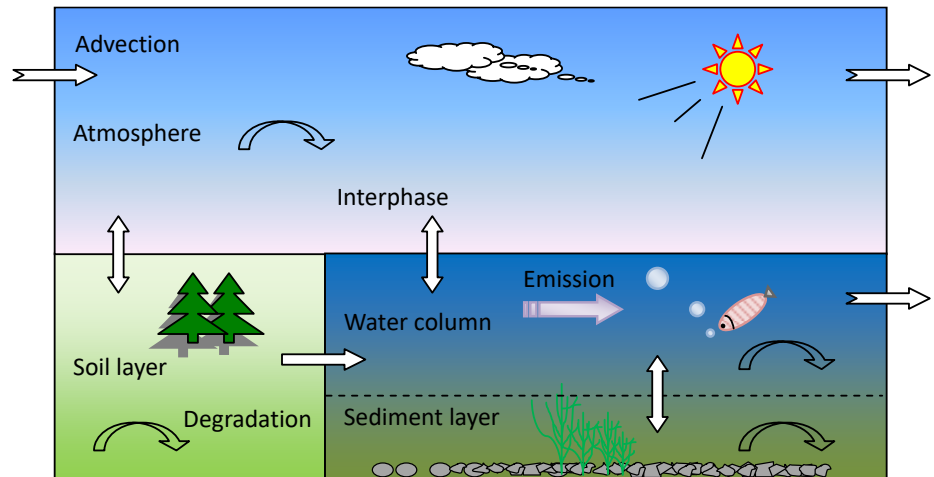 Advection
Atmosphere
Interphase
Emission
Water column
Soil layer
Degradation
Sediment layer